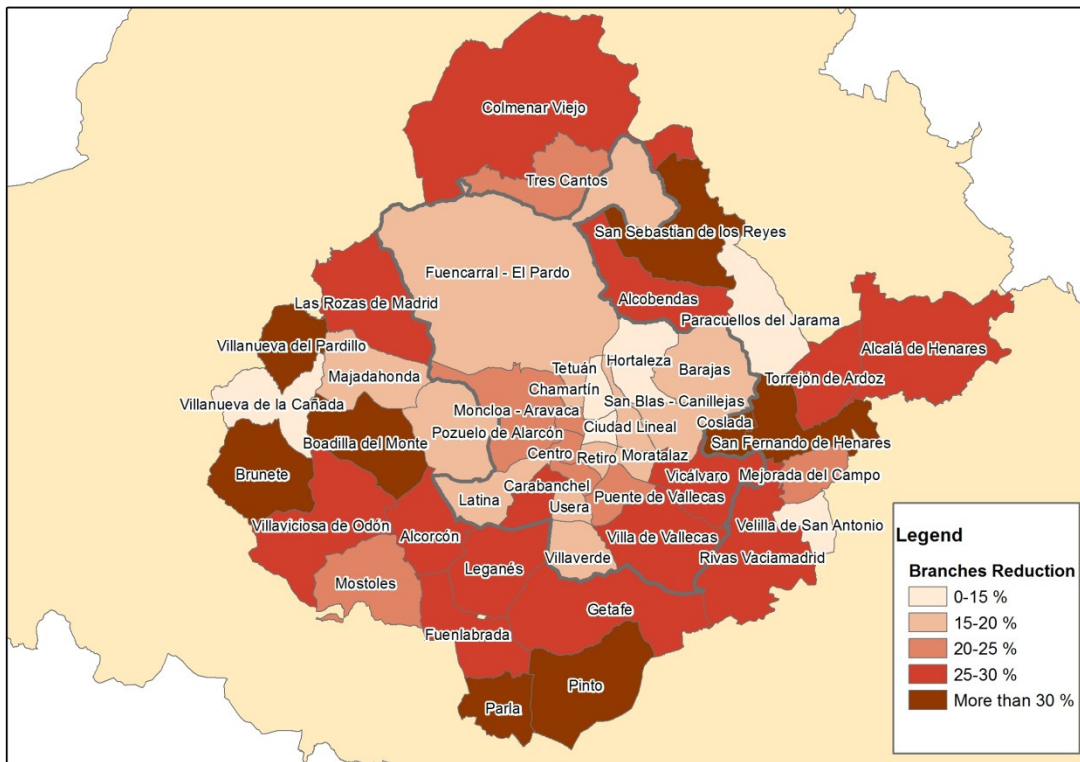 Colmenar Viejo
Tres Cantos
San Sebastian de los Reyes
Fuencarral - El Pardo
Las Rozas de Madrid
Alcobendas
Paracuellos del Jarama
Villanueva del Pardillo
Alcalá de Henares
Hortaleza
Tetuán
Barajas
Majadahonda
Chamartín
Torrejón de Ardoz
San Blas - Canillejas
Villanueva de la Cañada
Moncloa - Aravaca
Coslada
Ciudad Lineal
Pozuelo de Alarcón
Boadilla del Monte
San Fernando de Henares
Centro
Retiro
Moratalaz
Brunete
Vicálvaro
Mejorada del Campo
Carabanchel
Puente de Vallecas
Latina
Usera
Villaviciosa de Odón
Velilla de San Antonio
Alcorcón
Villa de Vallecas
Villaverde
Rivas Vaciamadrid
Leganés
Mostoles
Getafe
Fuenlabrada
Pinto
Parla
Legend
Branches Reduction
0-15 %
15-20 %
20-25 %
25-30 %
More than 30 %